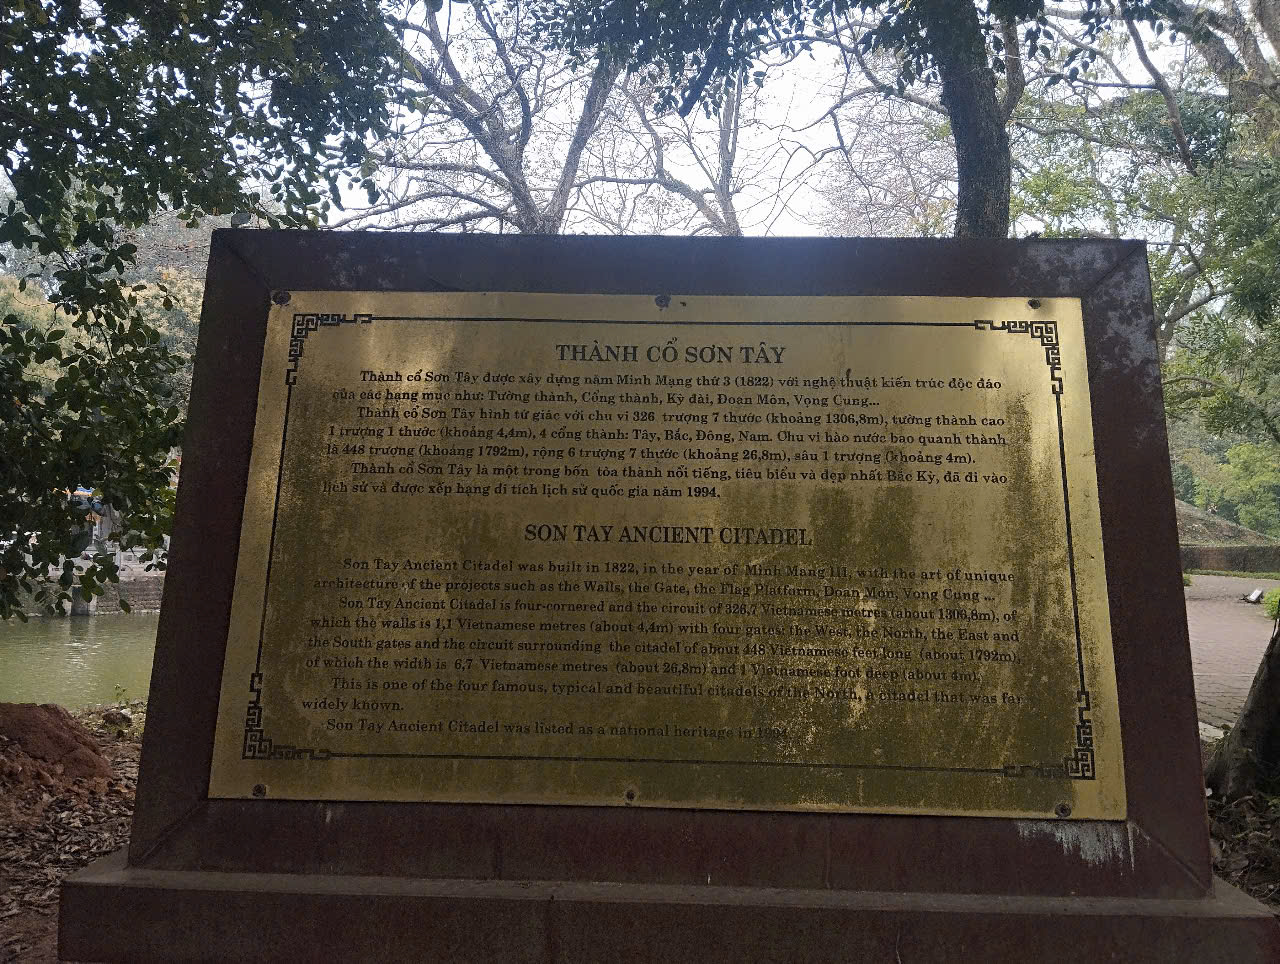 THÀNH CỔ SƠN TÂY
Thành cổ Sơn Tây được xây dựng năm Minh Mạng thứ 3 (1822) với nghệ thuật kiến trúc độc đáo
của các hạng mục như: Tường thành, Cổng thành, Kỳ đài, Đoan Môn, Vọng Cung...
Thành cổ Sơn Tây hình tứ giác với chu vi 326 trượng 7 thước (khoảng 1306,8m), tường thành cao
1 trượng 1 thước (khoảng 4,4m), 4 cổng thành: Tây, Bắc, Đông, Nam. Chu vi hào nước bao quanh thành
là 448 trượng (khoảng 1792m), rộng 6 trượng 7 thước (khoảng 26,8m), sâu 1 trượng (khoảng 4m).
Thành cổ Sơn Tây là một trong bốn tòa thành nổi tiếng, tiêu biểu và đẹp nhất Bắc Kỳ, đã đi vào
lịch sử và được xếp hạng di tích lịch sử quốc gia năm 1994.
SON TAY ANCIENT CITADEL
Son Tay Ancient Citadel was built in 1822, in the year of Minh Mang III, with the art of unique
architecture of the projects such as the Walls, the Gate, the Flag Platform, Doan Mon, Vong Cung ...
Son Tay Ancient Citadel is four-cornered and the circuit of 326,7 Vietnamese metres (about 1306,8m), of
which the walls is 1,1 Vietnamese metres (about 4,4m) with four gates: the West, the North, the East and
the South gates and the circuit surrounding the citadel of about 448 Vietnamese feet long (about 1792m),
of which the width is 6,7 Vietnamese metres (about 26,8m) and 1 Vietnamese foot deep (about 4m).
This is one of the four famous, typical and beautiful citadels of the North, a citadel that was far
widely known.
Son Tay Ancient Citadel was listed as a national heritage in 1994.